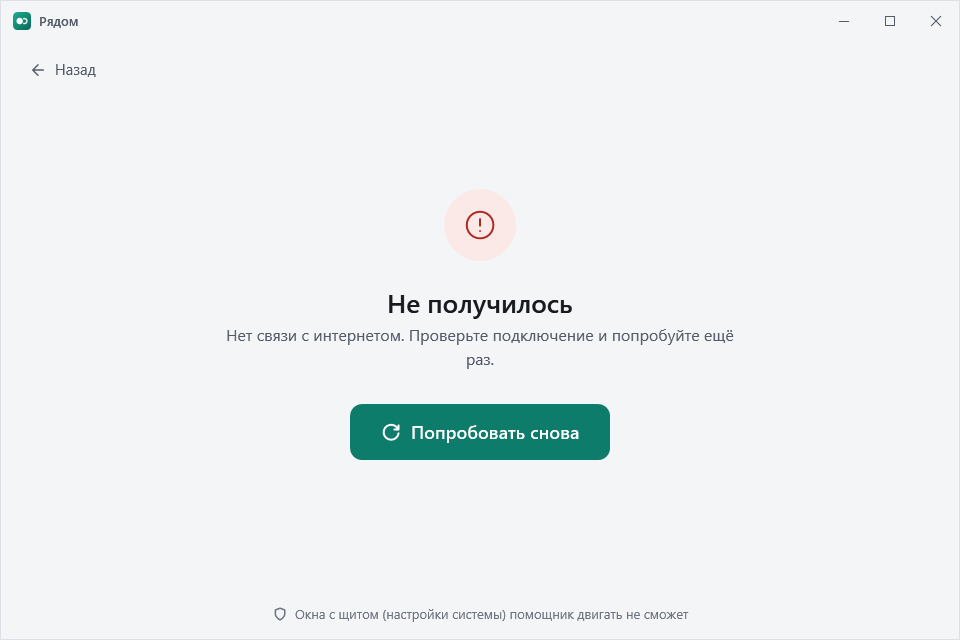 Рядом
Назад
Не получилось
Нет связи с интернетом. Проверьте подключение и попробуйте ещё
раз.
Попробовать снова
Окна с щитом (настройки системы) помощник двигать не сможет